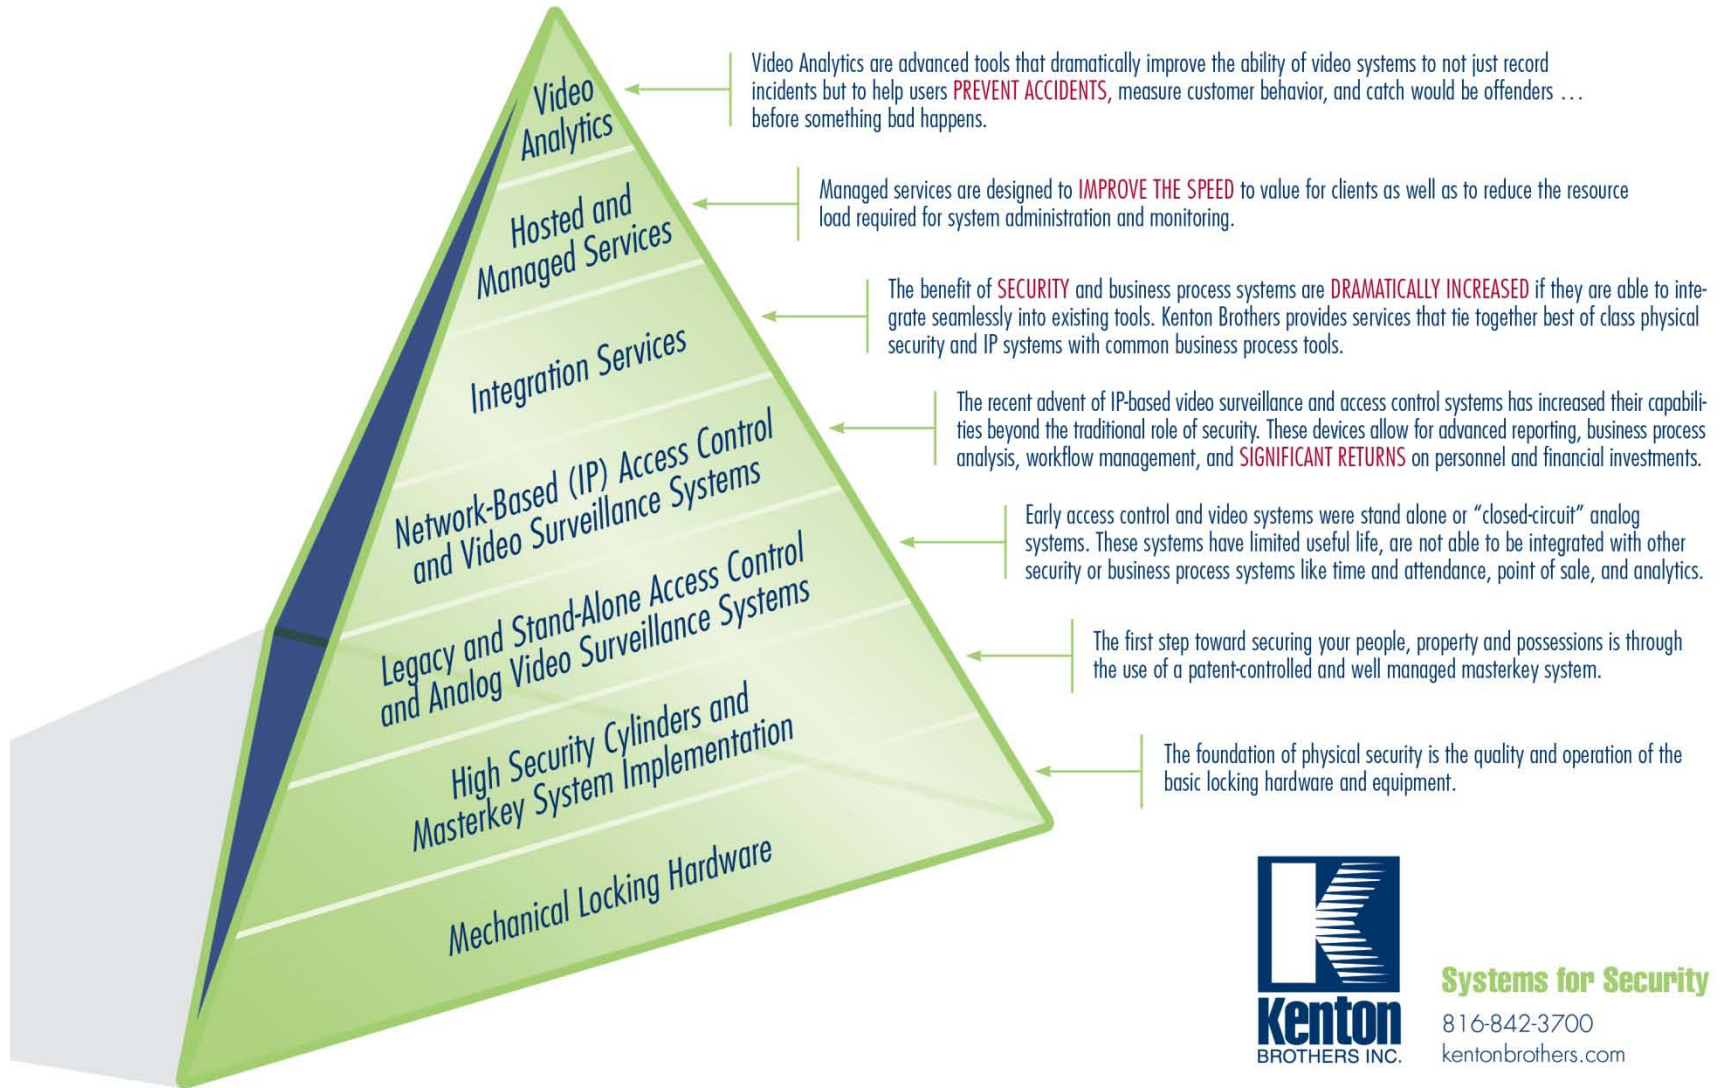 Video
Analytics
Video Analytics are advanced tools that dramatically improve the ability of video systems to not just record
incidents but to help users PREVENT ACCIDENTS, measure customer behavior, and catch would be offenders …
before something bad happens.
Hosted and
Managed Services
Managed services are designed to IMPROVE THE SPEED to value for clients as well as to reduce the resource
load required for system administration and monitoring.
Integration Services
The benefit of SECURITY and business process systems are DRAMATICALLY INCREASED if they are able to inte-
grate seamlessly into existing tools. Kenton Brothers provides services that tie together best of class physical
security and IP systems with common business process tools.
Network-Based (IP) Access Control
and Video Surveillance Systems
The recent advent of IP-based video surveillance and access control systems has increased their capabili-
ties beyond the traditional role of security. These devices allow for advanced reporting, business process
analysis, workflow management, and SIGNIFICANT RETURNS on personnel and financial investments.
Legacy and Stand-Alone Access Control
and Analog Video Surveillance Systems
Early access control and video systems were stand alone or “closed-circuit” analog
systems. These systems have limited useful life, are not able to be integrated with other
security or business process systems like time and attendance, point of sale, and analytics.
High Security Cylinders and
Masterkey System Implementation
The first step toward securing your people, property and possessions is through
the use of a patent-controlled and well managed masterkey system.
Mechanical Locking Hardware
The foundation of physical security is the quality and operation of the
basic locking hardware and equipment.
K
Kenton
BROTHERS INC.
Systems for Security
816-842-3700
kentonbrothers.com